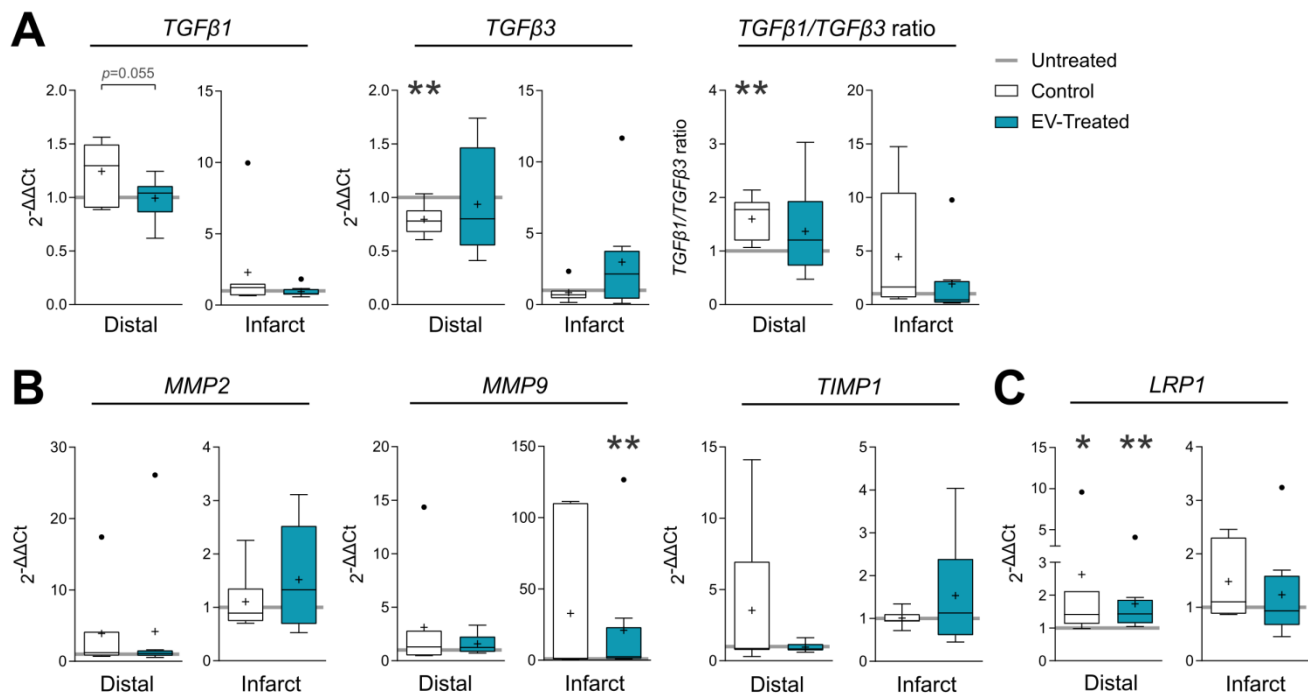 A
TGFβ1
TGFβ3
TGFβ1/TGFβ3 ratio
Untreated
Control
EV-Treated
p=0.055
2-ΔΔCt
2.0
1.5
1.0
0.5
0.0
15
10
5
0
2.0
1.5
1.0
0.5
0.0
**
15
10
5
0
TGFβ1/TGFβ3 ratio
4
3
2
1
0
**
20
15
10
5
0
Distal
Infarct
Distal
Infarct
Distal
Infarct
B
MMP2
MMP9
TIMP1
C
LRP1
2-ΔΔCt
30
20
10
0
4
3
2
1
0
2-ΔΔCt
20
15
10
5
0
150
100
50
0
**
2-ΔΔCt
15
10
5
0
5
4
3
2
1
0
2-ΔΔCt
15
10
5
3
2
1
0
*
**
4
3
2
1
0
Distal
Infarct
Distal
Infarct
Distal
Infarct
Distal
Infarct